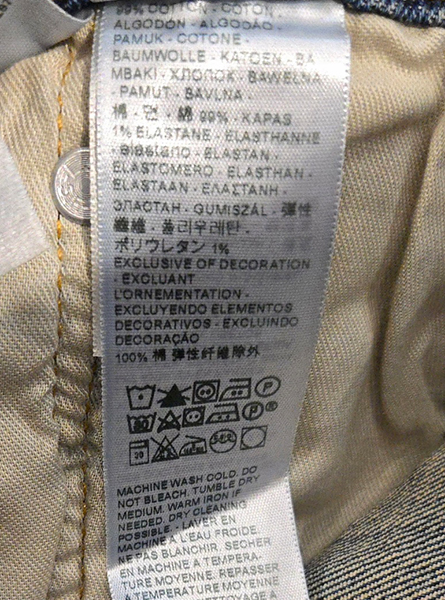 99% COTTON - COTON -
ALGODÓN - ALGODÃO -
PAMUK - COTONE -
BAUMWOLLE - KATOEN - BA
MBAKI - ХЛОПОК - BAWEŁNA
- PAMUT - BAVLNA -
棉 - 면 - 綿 99% - KAPAS
1% ELASTANE - ELASTHANNE
- elastano - ELASTAN -
ELASTOMERO - ELASTHAN -
ELASTAAN - ΕΛΑΣΤΑΝΗ -
ЭЛАСТАН - GUMISZÁL - 弹性
纤维 - 폴리우레탄 -
ポリウレタン 1%
EXCLUSIVE OF DECORATION
- EXCLUANT
L'ORNEMENTATION -
EXCLUYENDO ELEMENTOS
DECORATIVOS - EXCLUINDO
DECORAÇÃO
100% 棉 弹性纤维除外
MACHINE WASH COLD. DO
NOT BLEACH. TUMBLE DRY
MEDIUM. WARM IRON IF
NEEDED. DRY CLEANING
POSSIBLE - LAVER EN
MACHINE A L'EAU FROIDE.
NE PAS BLANCHIR. SECHER
EN MACHINE A TEMPERA-
TURE MOYENNE. REPASSER
A TEMPERATURE MOYENNE